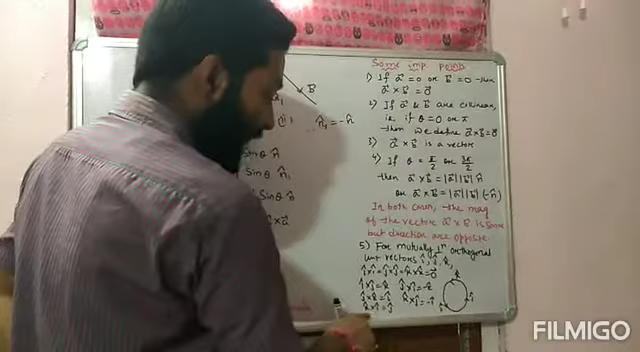 B
n̂₁ = -n̂
Sinθ n̂
Sinθ n̂₁
Sinθ n̂
×a⃗
Some imp points
1) If a⃗ = 0 or b⃗ = 0 then
a⃗ × b⃗ = 0⃗
2) If a⃗ & b⃗ are collinear,
i.e. if θ = 0 or π
then we define a⃗×b⃗=0⃗
3) a⃗ × b⃗ is a vector
4) If θ = π/2 or 3π/2
then a⃗ × b⃗ = |a⃗||b⃗| n̂
or a⃗ × b⃗ = |a⃗||b⃗| (-n̂)
In both cases, the mag
of the vector a⃗ × b⃗ is same
but direction are opposite.
5) For mutually orthogonal
unit vectors î, ĵ, k̂,
î×î = ĵ×ĵ = k̂×k̂ = 0⃗
î×ĵ = k̂ ĵ×î = -k̂
ĵ×k̂ = î k̂×ĵ = -î
k̂×î = ĵ
FILMIGO